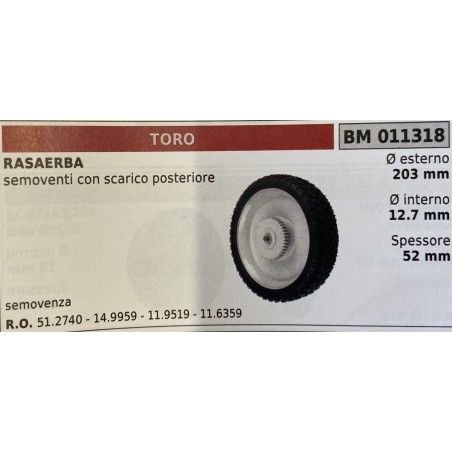 TORO
BM 011318
RASAERBA
semoventi con scarico posteriore
Ø esterno
203 mm
Ø interno
12.7 mm
Spessore
52 mm
semovenza
R.O. 51.2740 - 14.9959 - 11.9519 - 11.6359